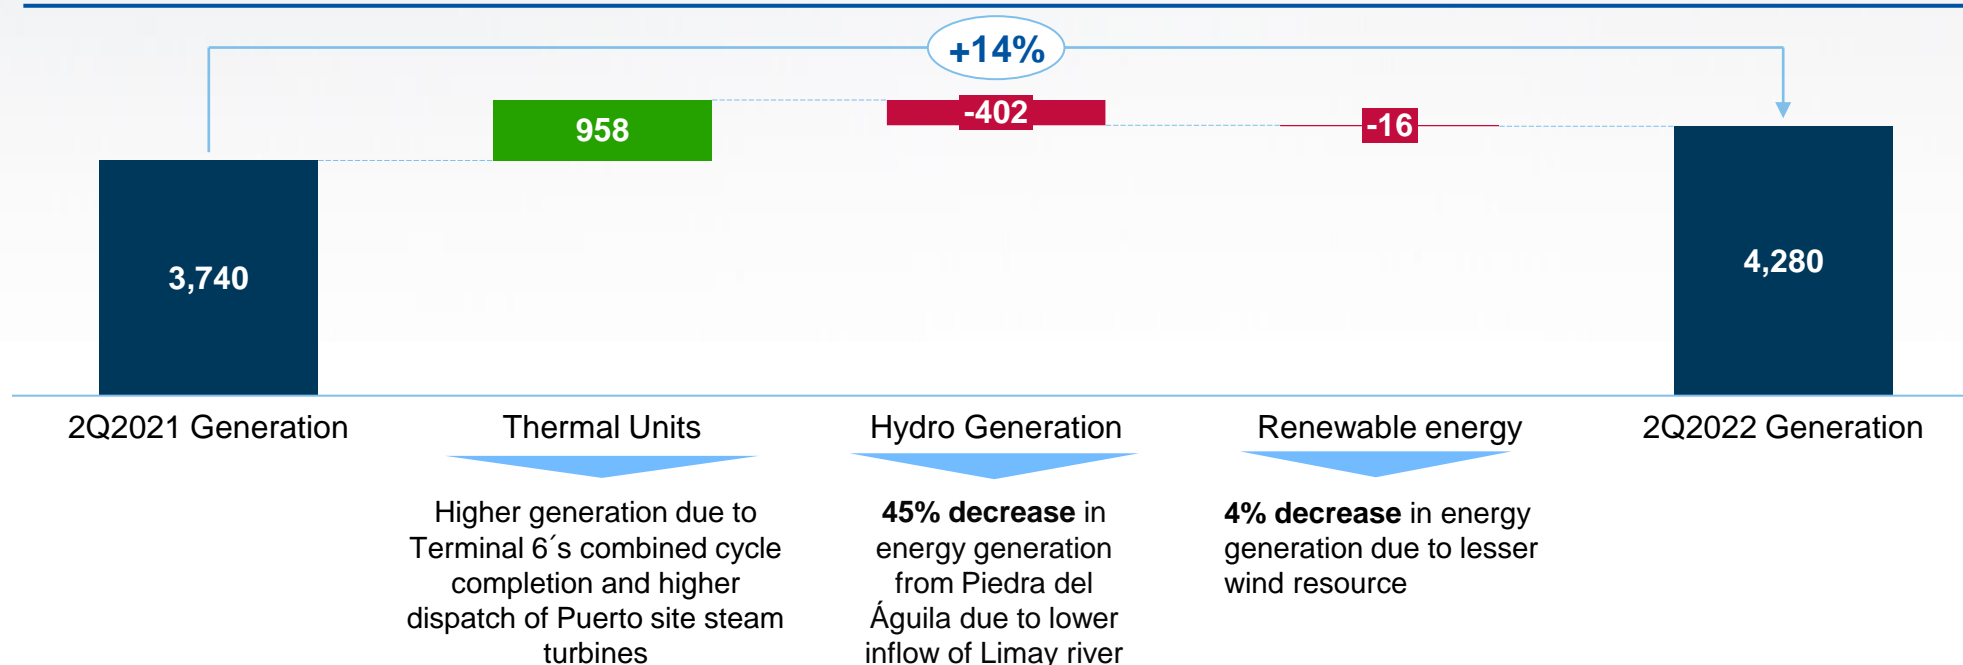 +14%
958
-402
-16
3,740
4,280
2Q2021 Generation
Thermal Units
Hydro Generation
Renewable energy
2Q2022 Generation
Higher generation due to
Terminal 6´s combined cycle
completion and higher
dispatch of Puerto site steam
turbines
45% decrease in
energy generation
from Piedra del
Águila due to lower
inflow of Limay river
4% decrease in energy
generation due to lesser
wind resource